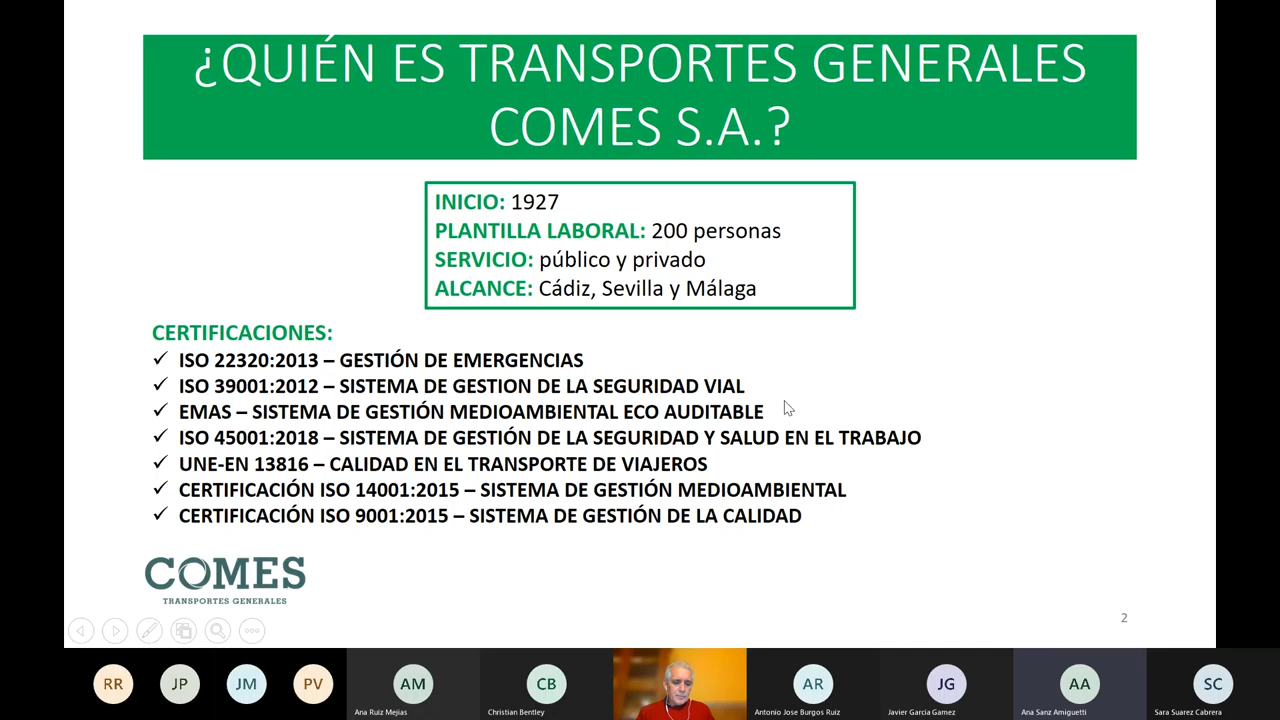 ¿QUIÉN ES TRANSPORTES GENERALES
COMES S.A.?
INICIO: 1927
PLANTILLA LABORAL: 200 personas
SERVICIO: público y privado
ALCANCE: Cádiz, Sevilla y Málaga
CERTIFICACIONES:
✓ ISO 22320:2013 – GESTIÓN DE EMERGENCIAS
✓ ISO 39001:2012 – SISTEMA DE GESTION DE LA SEGURIDAD VIAL
✓ EMAS – SISTEMA DE GESTIÓN MEDIOAMBIENTAL ECO AUDITABLE
✓ ISO 45001:2018 – SISTEMA DE GESTIÓN DE LA SEGURIDAD Y SALUD EN EL TRABAJO
✓ UNE-EN 13816 – CALIDAD EN EL TRANSPORTE DE VIAJEROS
✓ CERTIFICACIÓN ISO 14001:2015 – SISTEMA DE GESTIÓN MEDIOAMBIENTAL
✓ CERTIFICACIÓN ISO 9001:2015 – SISTEMA DE GESTIÓN DE LA CALIDAD
COMES
TRANSPORTES GENERALES
2
RR JP JM PV AM CB AR JG AA SC
Ana Ruiz Mejias Christian Bentley Antonio Jose Burgos Ruiz Javier Garcia Gamez Ana Sanz Amiguetti Sara Suarez Cabrera